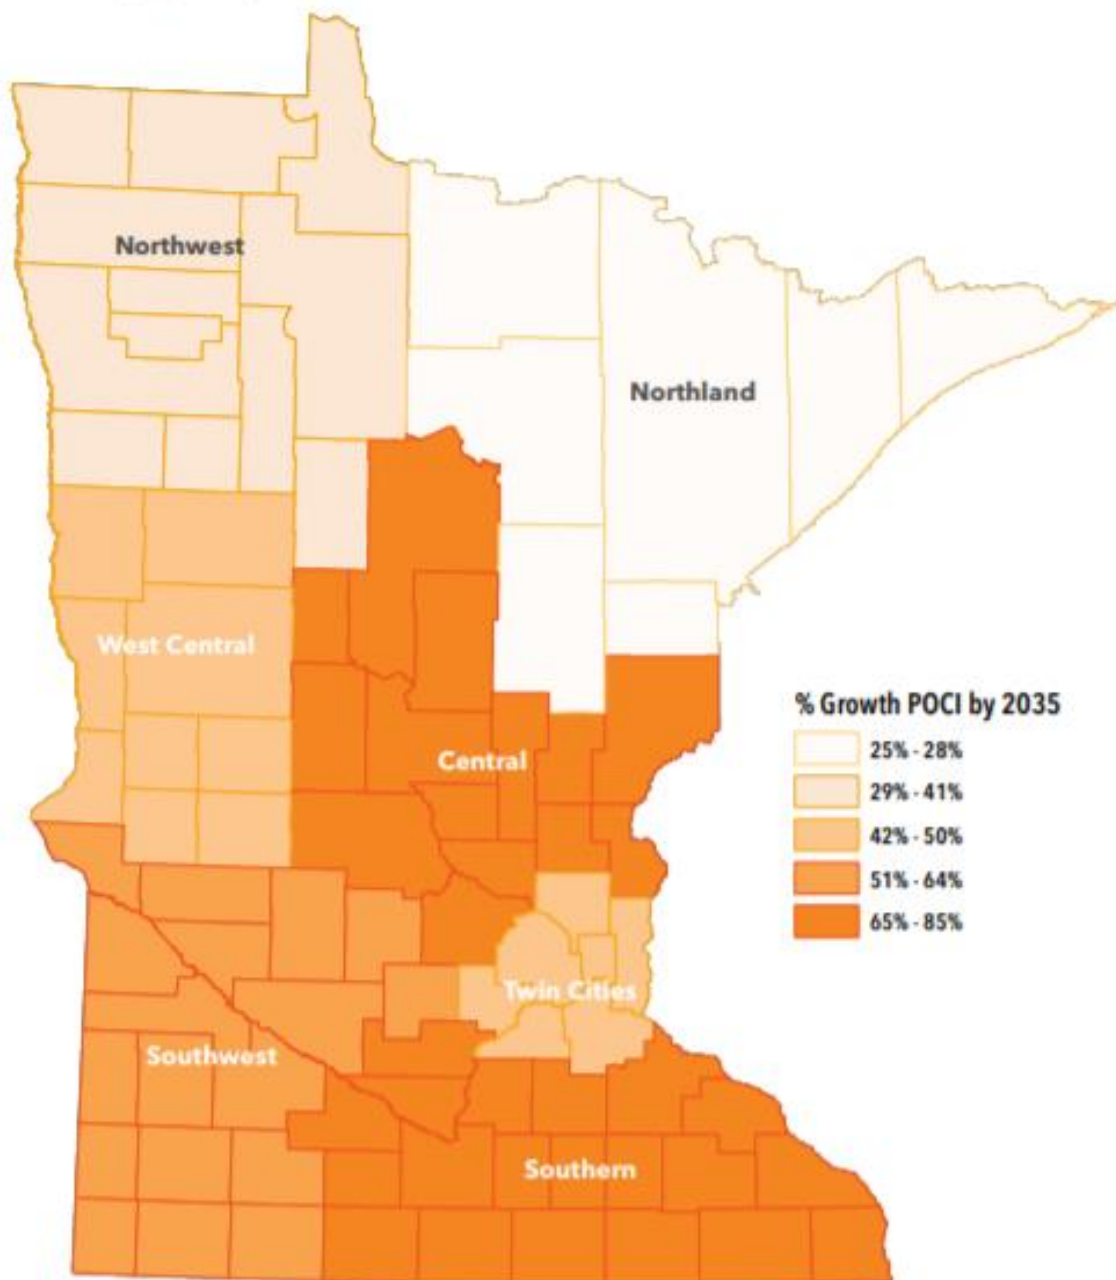 Northwest
Northland
West Central
% Growth POCI by 2035
25% - 28%
Central
29% - 41%
42% - 50%
51% - 64%
65% - 85%
Twin Cities
Southwest
Southern